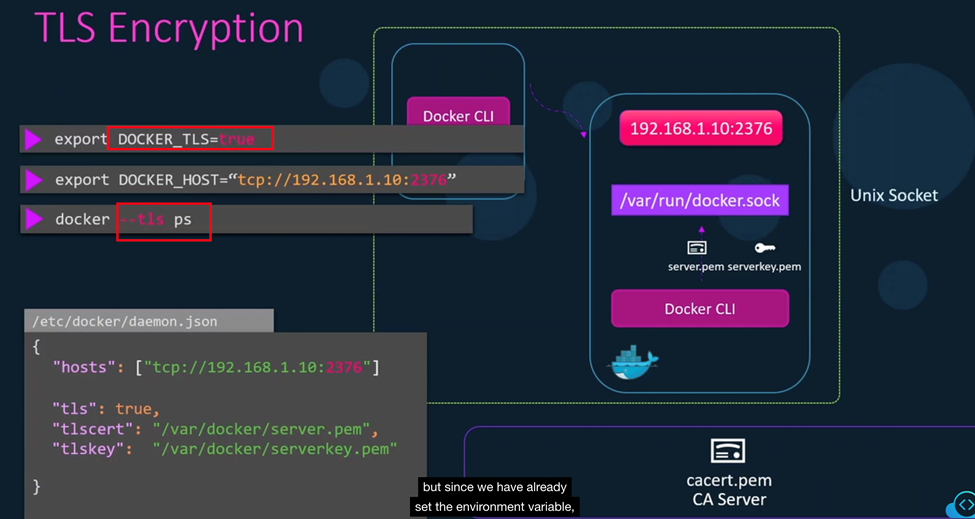 TLS Encryption
Docker CLI
export DOCKER_TLS=true
export DOCKER_HOST=“tcp://192.168.1.10:2376”
docker --tls ps
192.168.1.10:2376
/var/run/docker.sock
server.pem serverkey.pem
Docker CLI
Unix Socket
/etc/docker/daemon.json
{
"hosts": ["tcp://192.168.1.10:2376"]
"tls": true,
"tlscert": "/var/docker/server.pem",
"tlskey": "/var/docker/serverkey.pem"
}
cacert.pem
CA Server
but since we have already
set the environment variable,